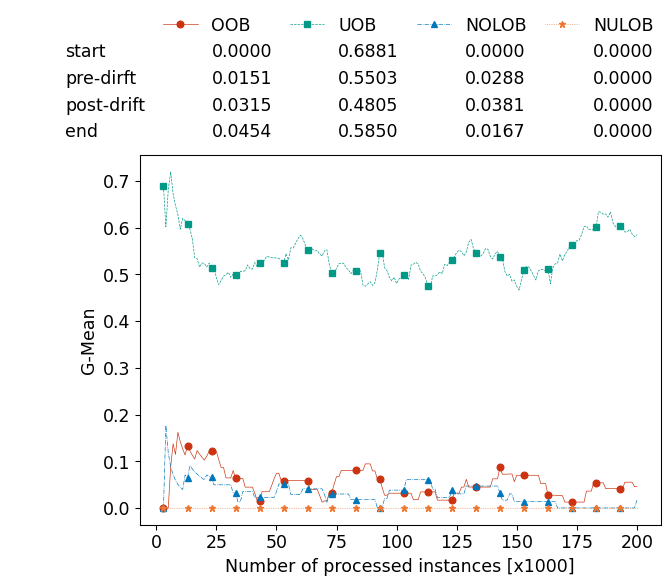 OOB UOB NOLOB NULOB
start 0.0000 0.6881 0.0000 0.0000
pre-dirft 0.0151 0.5503 0.0288 0.0000
post-drift 0.0315 0.4805 0.0381 0.0000
end 0.0454 0.5850 0.0167 0.0000
0.7
0.6
0.5
0.4
0.3
0.2
0.1
0.0
G-Mean
0 25 50 75 100 125 150 175 200
Number of processed instances [x1000]